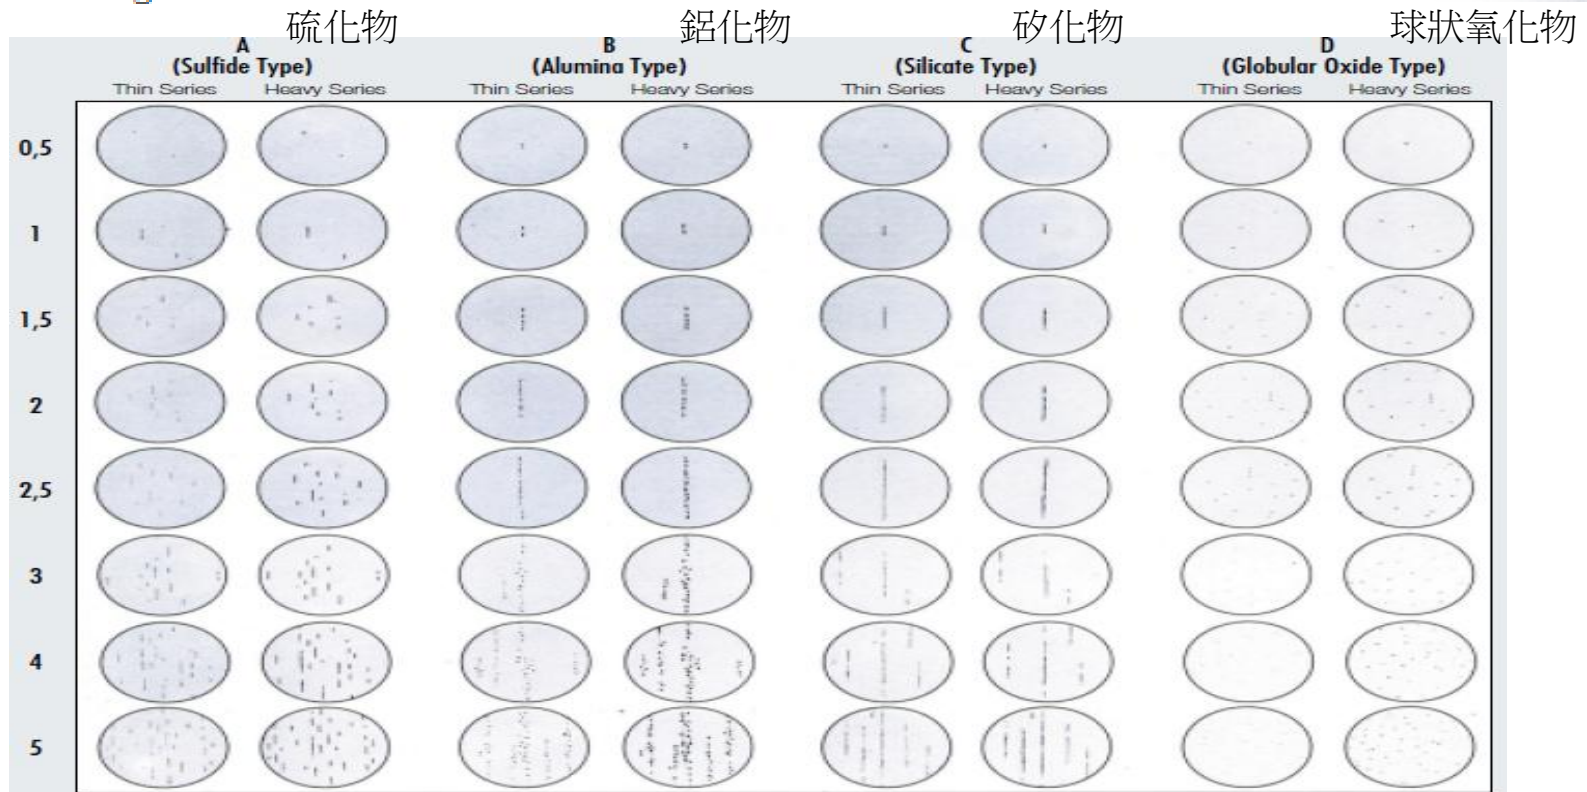 硫化物 鋁化物 矽化物 球狀氧化物
A B C D
(Sulfide Type) (Alumina Type) (Silicate Type) (Globular Oxide Type)
Thin Series Heavy Series Thin Series Heavy Series Thin Series Heavy Series Thin Series Heavy Series
0,5
1
1,5
2
2,5
3
4
5